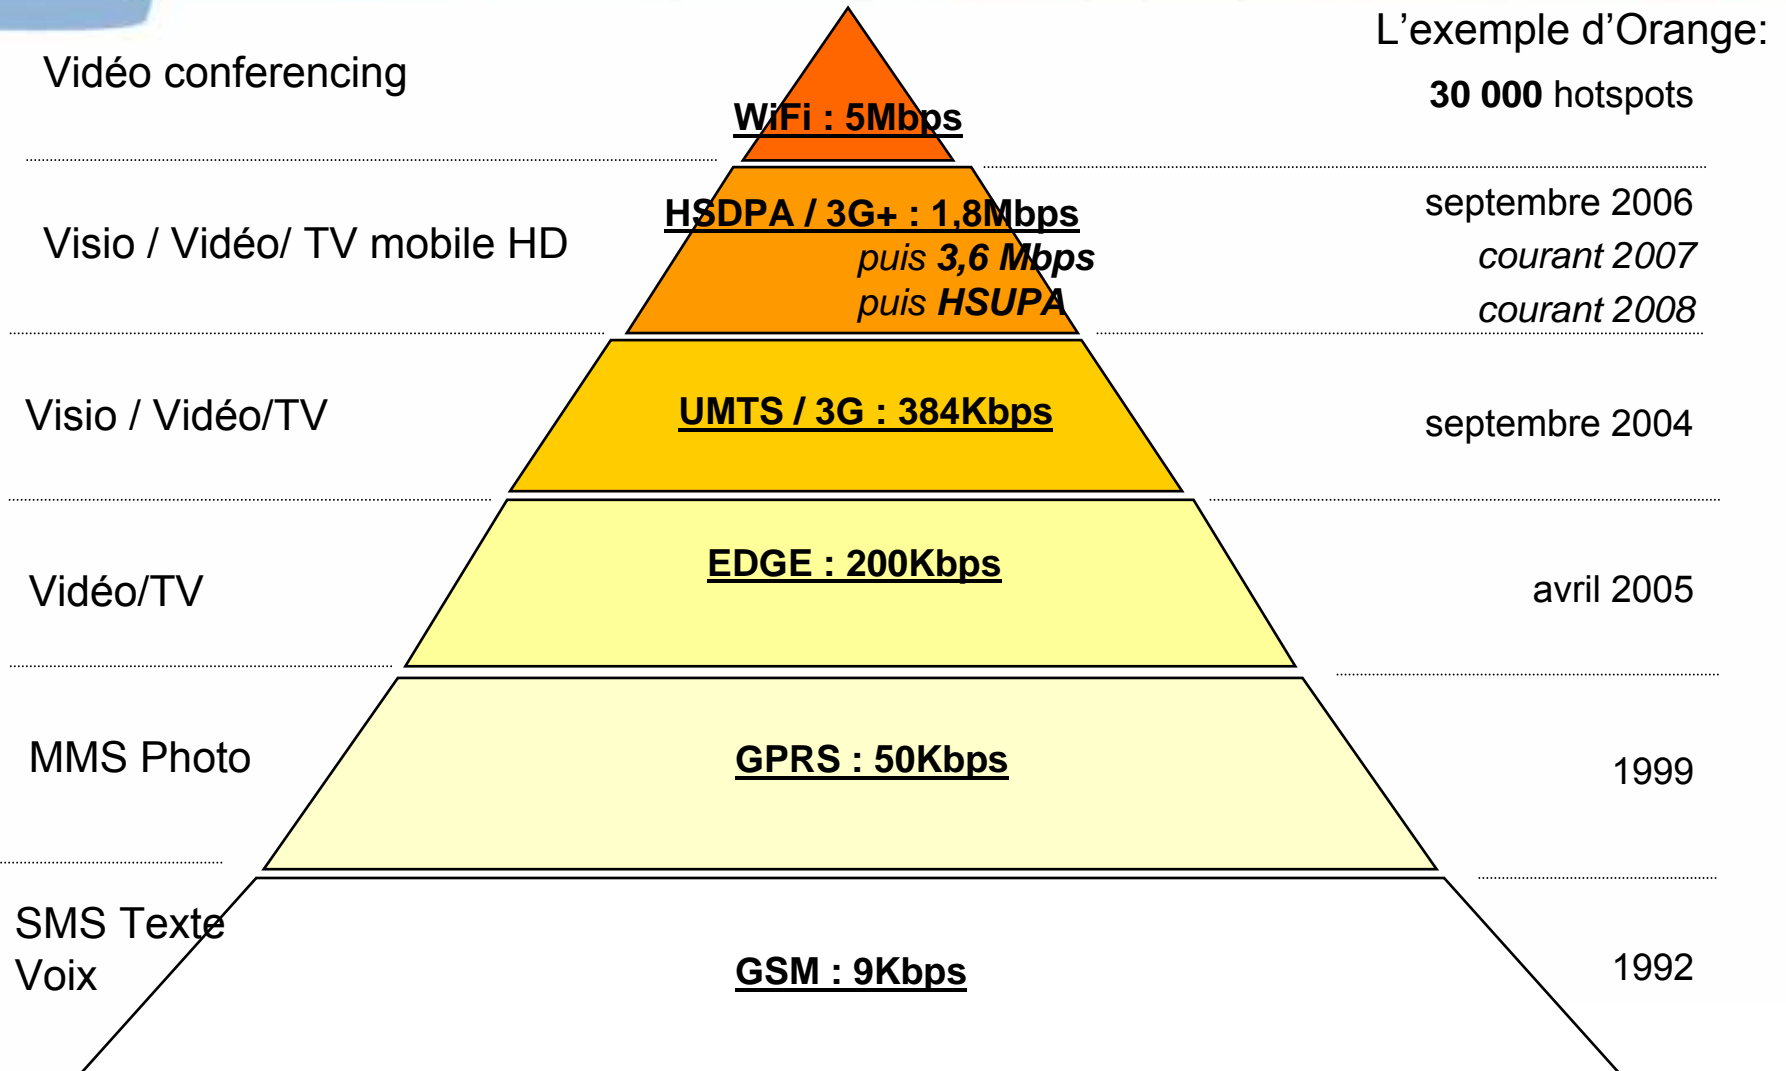 L’exemple d’Orange:
Vidéo conferencing
WiFi : 5Mbps
30 000 hotspots
Visio / Vidéo/ TV mobile HD
HSDPA / 3G+ : 1,8Mbps
puis 3,6 Mbps
puis HSUPA
septembre 2006
courant 2007
courant 2008
Visio / Vidéo/TV
UMTS / 3G : 384Kbps
septembre 2004
Vidéo/TV
EDGE : 200Kbps
avril 2005
MMS Photo
GPRS : 50Kbps
1999
SMS Texte
Voix
GSM : 9Kbps
1992